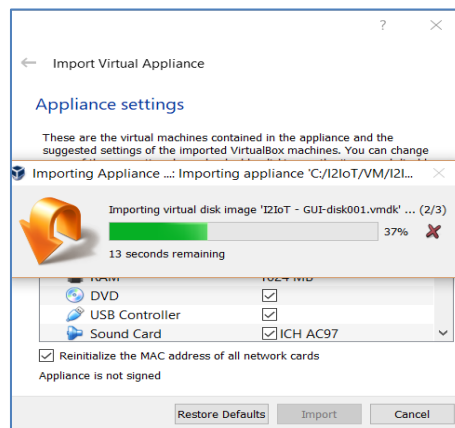 ?
Import Virtual Appliance
Appliance settings
These are the virtual machines contained in the appliance and the
suggested settings of the imported VirtualBox machines. You can change
Importing Appliance ...: Importing appliance 'C:/I2IoT/VM/I2I...
Importing virtual disk image 'I2IoT - GUI-disk001.vmdk' ... (2/3)
37%
13 seconds remaining
RAM 1024 MB
DVD
USB Controller
Sound Card ICH AC97
Reinitialize the MAC address of all network cards
Appliance is not signed
Restore Defaults Import Cancel